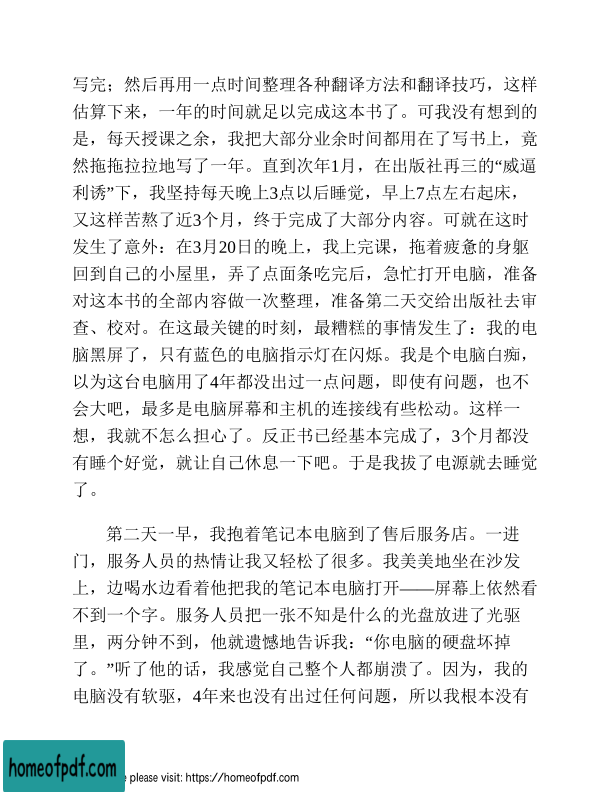 写完；然后再用一点时间整理各种翻译方法和翻译技巧，这样
估算下来，一年的时间就足以完成这本书了。可我没有想到的
是，每天授课之余，我把大部分业余时间都用在了写书上，竟
然拖拖拉拉地写了一年。直到次年1月，在出版社再三的“威逼
利诱”下，我坚持每天晚上3点以后睡觉，早上7点左右起床，
又这样苦熬了近3个月，终于完成了大部分内容。可就在这时
发生了意外：在3月20日的晚上，我上完课，拖着疲惫的身躯
回到自己的小屋里，弄了点面条吃完后，急忙打开电脑，准备
对这本书的全部内容做一次整理，准备第二天交给出版社去审
查、校对。在这最关键的时刻，最糟糕的事情发生了：我的电
脑黑屏了，只有蓝色的电脑指示灯在闪烁。我是个电脑白痴，
以为这台电脑用了4年都没出过一点问题，即使有问题，也不
会大吧，最多是电脑屏幕和主机的连接线有些松动。这样一
想，我就不怎么担心了。反正书已经基本完成了，3个月都没
有睡个好觉，就让自己休息一下吧。于是我拔了电源就去睡觉
了。
第二天一早，我抱着笔记本电脑到了售后服务店。一进
门，服务人员的热情让我又轻松了很多。我美美地坐在沙发
上，边喝水边看着他把我的笔记本电脑打开——屏幕上依然看
不到一个字。服务人员把一张不知是什么的光盘放进了光驱
里，两分钟不到，他就遗憾地告诉我：“你电脑的硬盘坏掉
了。”听了他的话，我感觉自己整个人都崩溃了。因为，我的
电脑没有软驱，4年来也没有出过任何问题，所以我根本没有
homeofpdf.com
e please visit: https://homeofpdf.com